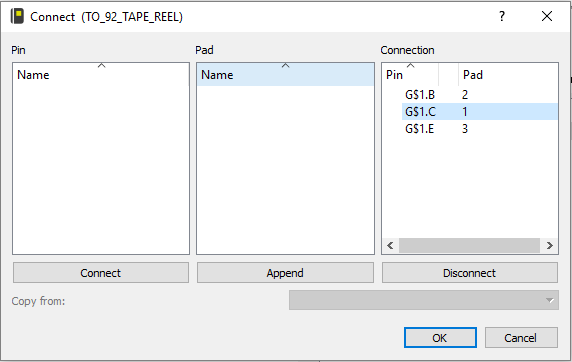 Connect (TO_92_TAPE_REEL)
?
Pin
Pad
Connection
Name
Name
Pin
Pad
G$1.B 2
G$1.C 1
G$1.E 3
Connect
Append
Disconnect
Copy from:
OK
Cancel